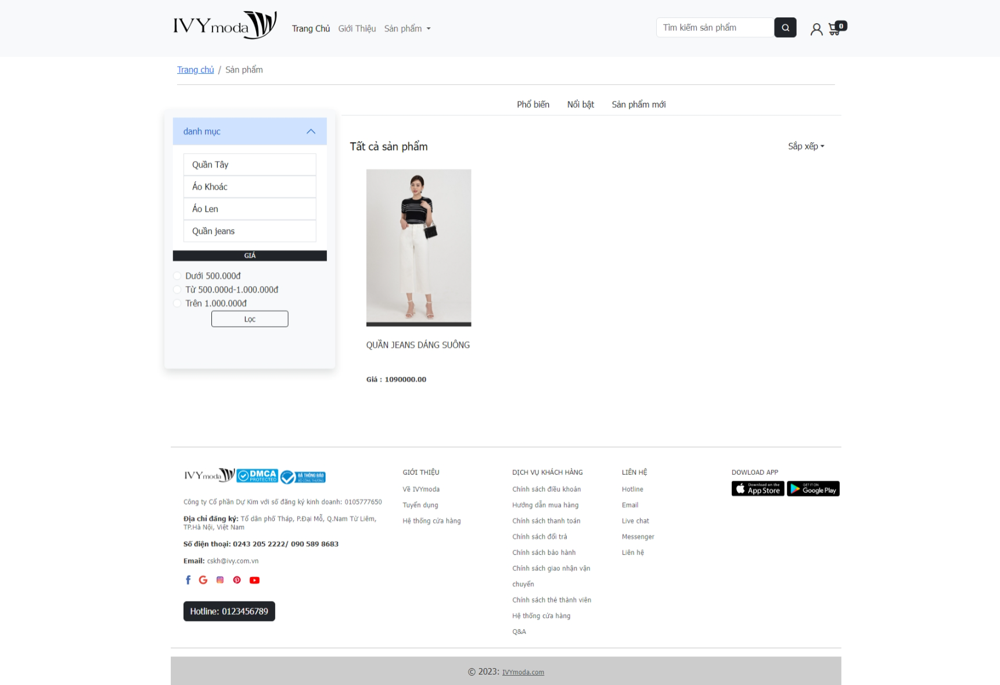 IVY moda
Trang Chủ Giới Thiệu Sản phẩm
Tìm kiếm sản phẩm
0
Trang chủ / Sản phẩm
Phổ biến Nổi bật Sản phẩm mới
danh mục
Quần Tây
Áo Khoác
Áo Len
Quần jeans
GIÁ
Dưới 500.000đ
Từ 500.000d-1.000.000đ
Trên 1.000.000đ
Lọc
Tất cả sản phẩm
Sắp xếp
QUẦN JEANS DÁNG SUÔNG
Giá : 1090000.00
IVY moda
DMCA
PROTECTED
ĐÃ THÔNG BÁO
BỘ CÔNG THƯƠNG
Công ty Cổ phần Dự Kim với số đăng ký kinh doanh: 0105777650
Địa chỉ đăng ký: Tổ dân phố Tháp, P.Đại Mỗ, Q.Nam Từ Liêm,
TP.Hà Nội, Việt Nam
Số điện thoại: 0243 205 2222/ 090 589 8683
Email: cskh@ivy.com.vn
Hotline: 0123456789
GIỚI THIỆU
Về IVYmoda
Tuyển dụng
Hệ thống cửa hàng
DỊCH VỤ KHÁCH HÀNG
Chính sách điều khoản
Hướng dẫn mua hàng
Chính sách thanh toán
Chính sách đổi trả
Chính sách bảo hành
Chính sách giao nhận vận
chuyển
Chính sách thẻ thành viên
Hệ thống cửa hàng
Q&A
LIÊN HỆ
Hotline
Email
Live chat
Messenger
Liên hệ
DOWLOAD APP
Download on the
App Store
GET IT ON
Google Play
© 2023: IVYmoda.com